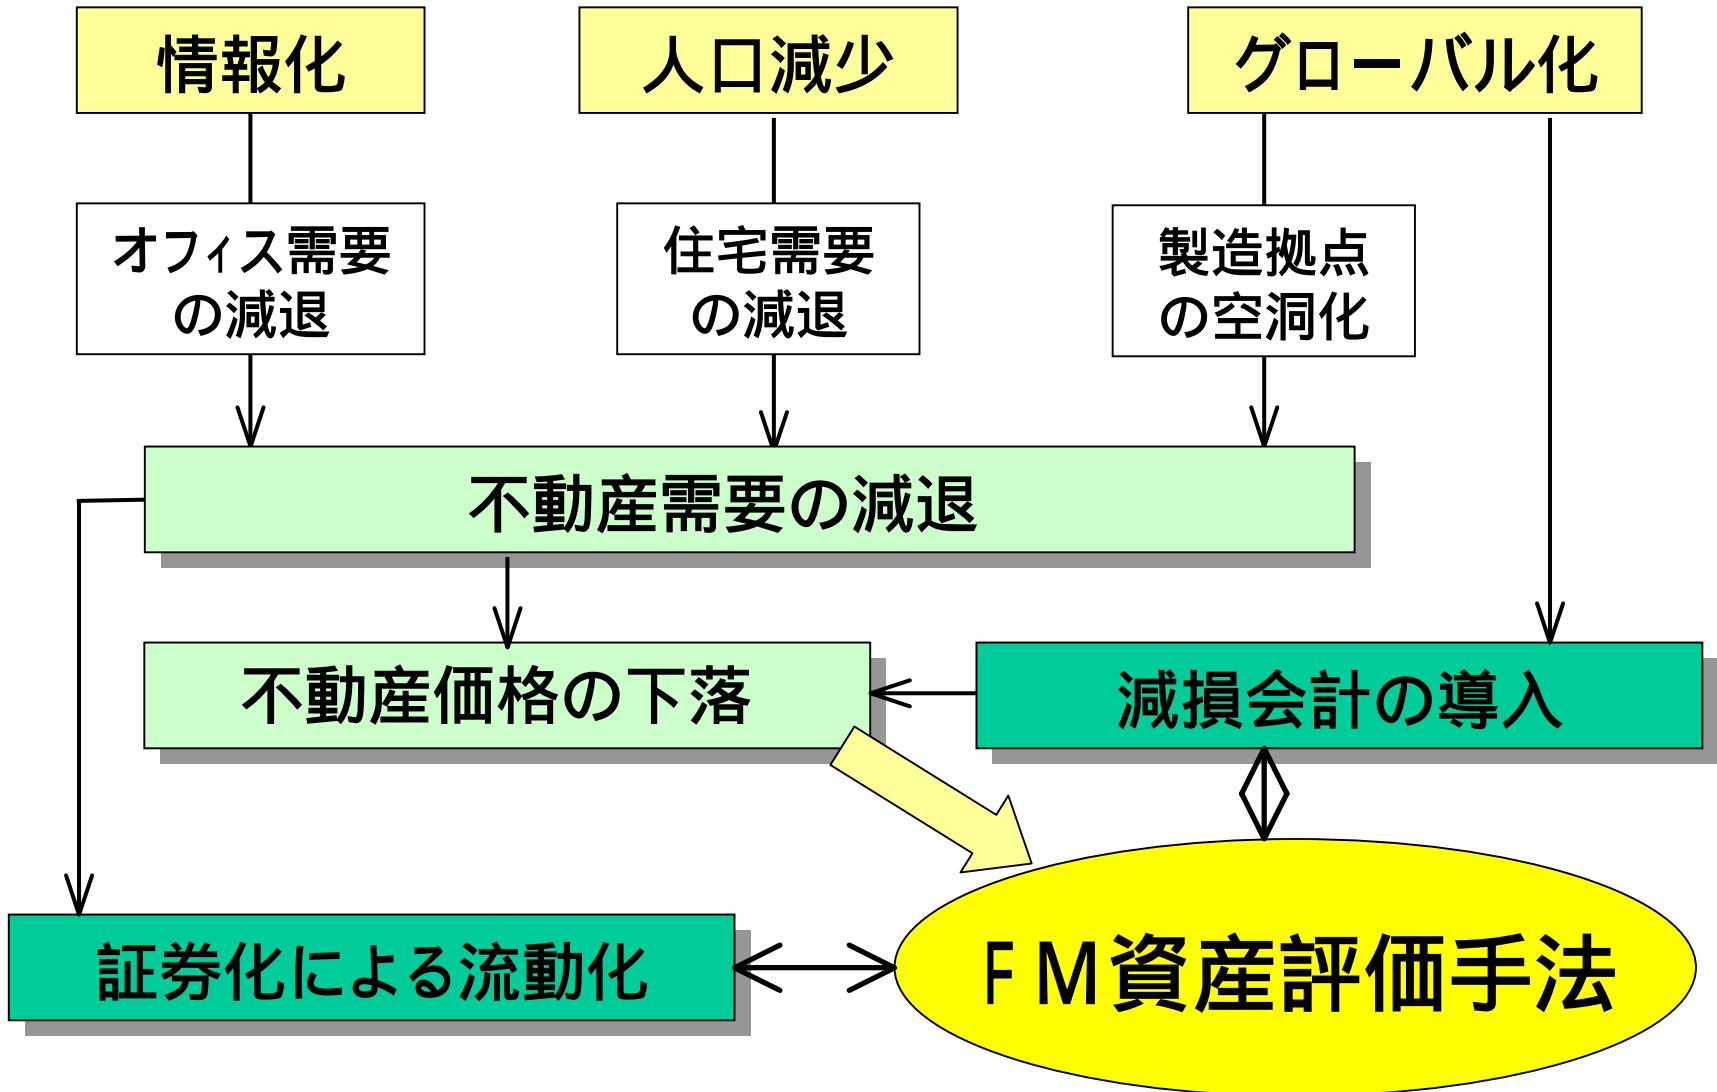 情報化
人口減少
グローバル化
オフィス需要
の減退
住宅需要
の減退
製造拠点
の空洞化
不動産需要の減退
不動産価格の下落
減損会計の導入
証券化による流動化
ＦＭ資産評価手法